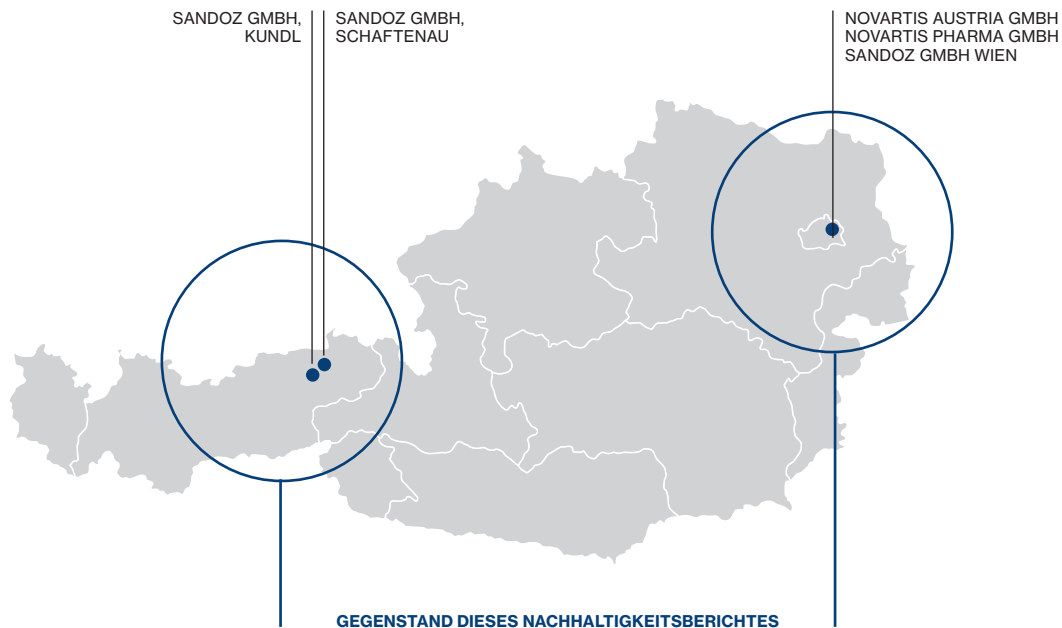 SANDOZ GMBH,
KUNDL
SANDOZ GMBH,
SCHAFTENAU
NOVARTIS AUSTRIA GMBH
NOVARTIS PHARMA GMBH
SANDOZ GMBH WIEN
GEGENSTAND DIESES NACHHALTIGKEITSBERICHTES